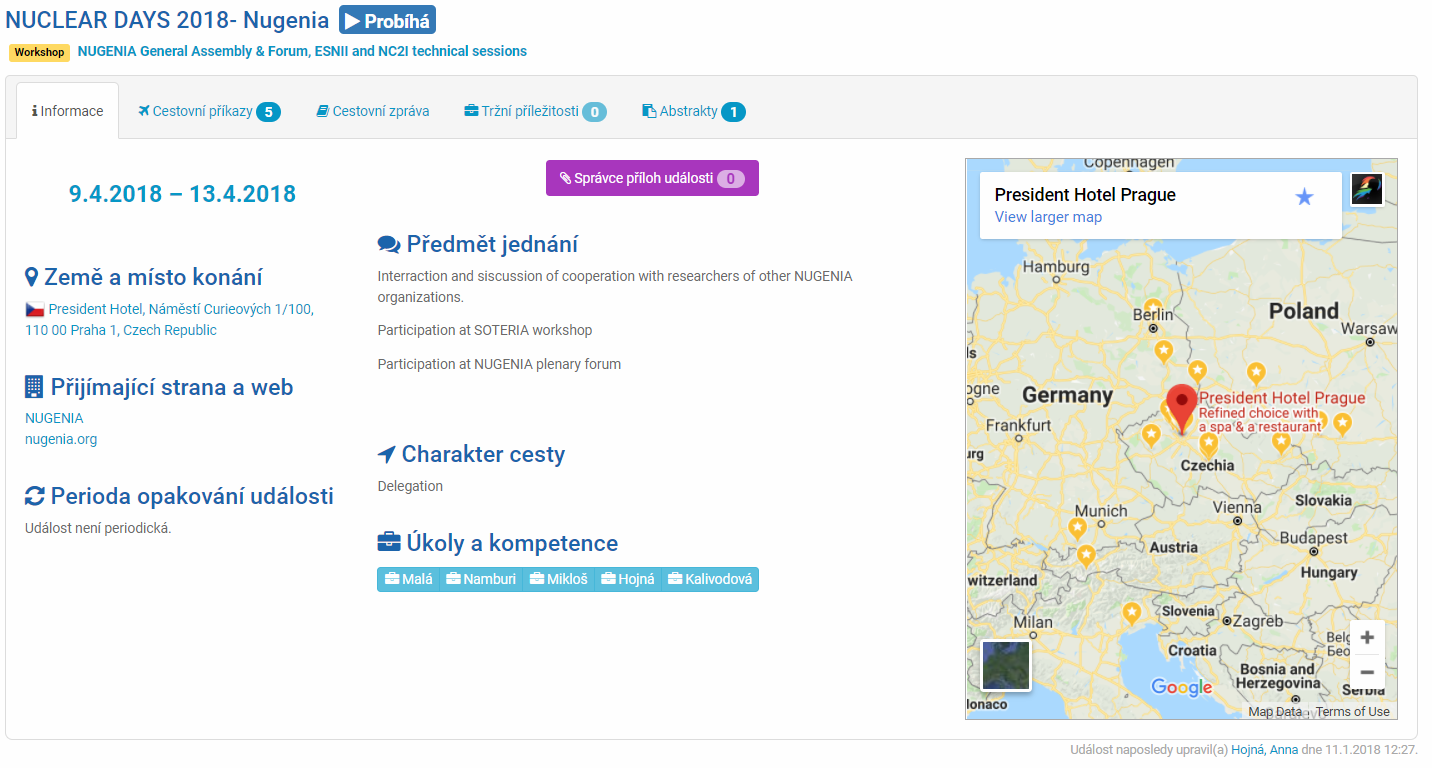 NUCLEAR DAYS 2018- Nugenia Probíhá
Workshop NUGENIA General Assembly & Forum, ESNII and NC2I technical sessions
Informace Cestovní příkazy 5 Cestovní zpráva Tržní příležitosti 0 Abstrakty 1
9.4.2018 – 13.4.2018
Země a místo konání
President Hotel, Náměstí Curieových 1/100,
110 00 Praha 1, Czech Republic
Přijímající strana a web
NUGENIA
nugenia.org
Perioda opakování události
Událost není periodická.
Správce příloh události 0
Předmět jednání
Interraction and siscussion of cooperation with researchers of other NUGENIA
organizations.
Participation at SOTERIA workshop
Participation at NUGENIA plenary forum
Charakter cesty
Delegation
Úkoly a kompetence
Malá Namburi Mikloš Hojná Kalivodová
Copenhagen
President Hotel Prague
View larger map
Hamburg
Berlin
Poland
Warsaw
Germany
President Hotel Prague
Refined choice with
a spa & a restaurant
Frankfurt
Czechia
Slovakia
Munich
Vienna
Budapest
Austria
Hungary
witzerland
Slovenia
Zagreb
Milan
Croatia
Bosnia and
Herzegovina
Serbia
Google
Monaco
Map Data Terms of Use
Událost naposledy upravil(a) Hojná, Anna dne 11.1.2018 12:27.